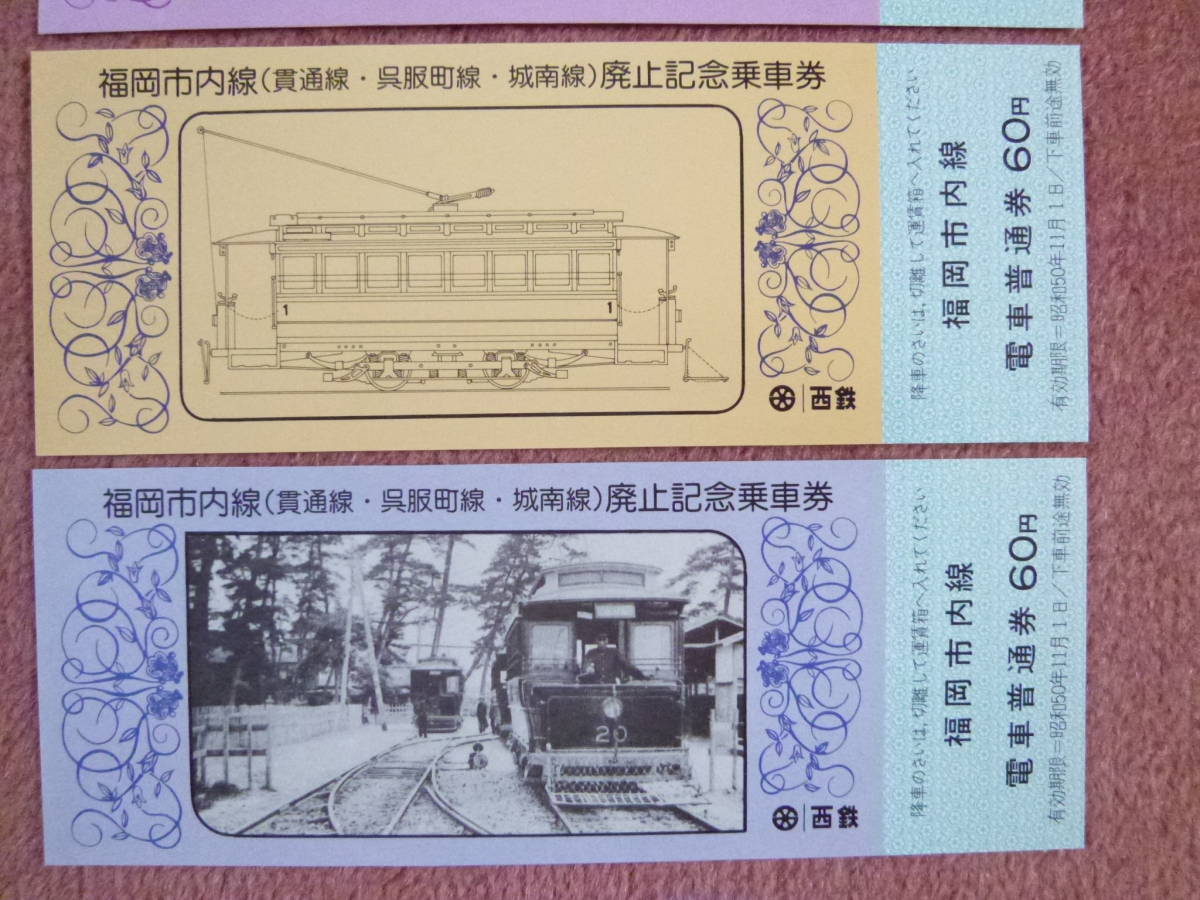 福岡市内線(貫通線・呉服町線・城南線)廃止記念乗車券
1
1
西鉄
降車のさいは,切離して運賃箱へ入れてください
福岡市内線
電車普通券 60円
有効期限=昭和50年11月1日/下車前途無効
福岡市内線(貫通線・呉服町線・城南線)廃止記念乗車券
20
西鉄
降車のさいは,切離して運賃箱へ入れてください
福岡市内線
電車普通券 60円
有効期限=昭和50年11月1日/下車前途無効